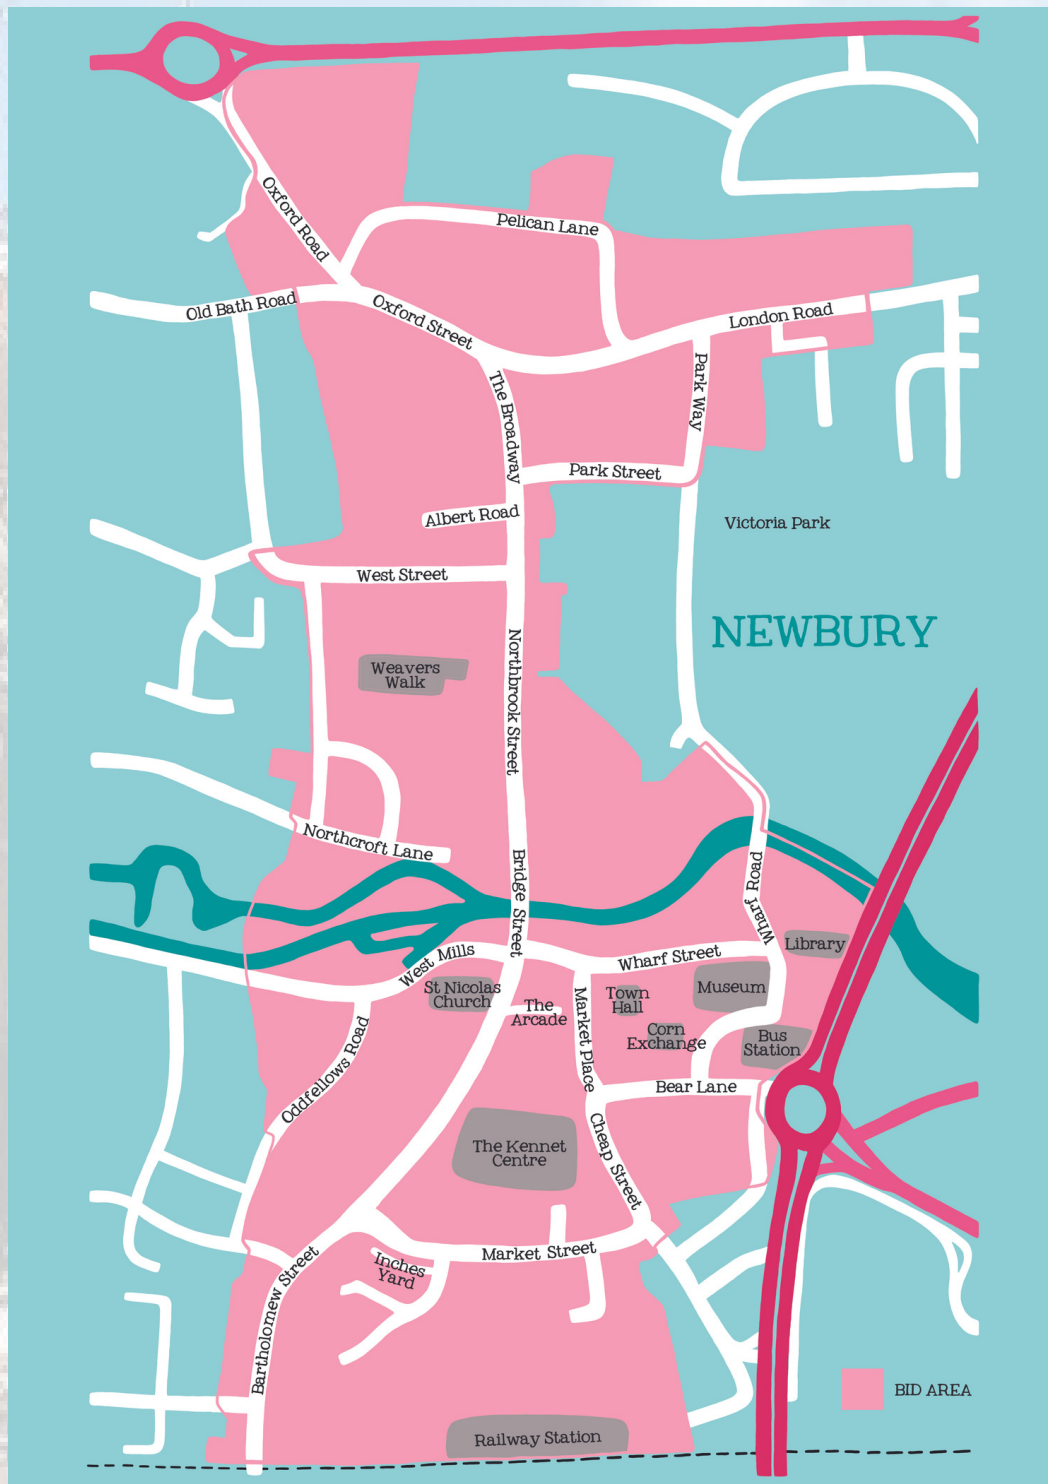 Oxford Road
Pelican Lane
Old Bath Road
Oxford Street
London Road
The Broadway
Park Way
Park Street
Albert Road
Victoria Park
West Street
NEWBURY
Weavers
Walk
Northbrook Street
Northcroft Lane
Bridge Street
Wharf Road
West Mills
Wharf Street
Library
St Nicolas
Church
The
Arcade
Market Place
Town
Hall
Museum
Corn
Exchange
Bus
Station
Oddfellows Road
Bear Lane
Cheap Street
The Kennet
Centre
Market Street
Inches
Yard
Bartholomew Street
BID AREA
Railway Station